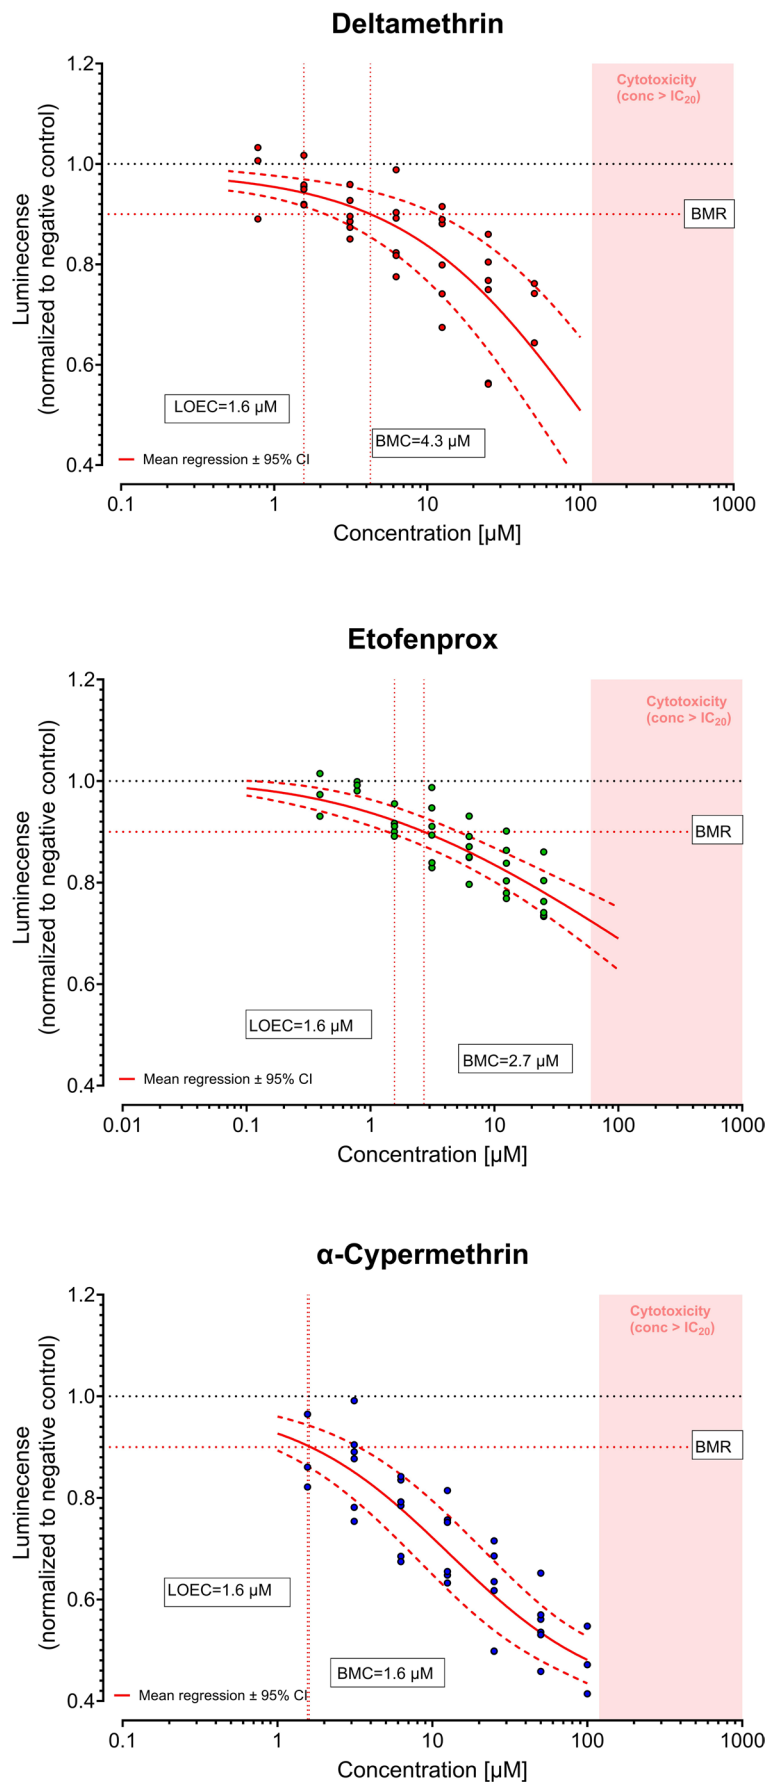 Deltamethrin
1.2
Cytotoxicity
(conc > IC20)
1.0
BMR
0.8
0.6
0.4
Luminecense
(normalized to negative control)
LOEC=1.6 µM
BMC=4.3 µM
Mean regression ± 95% CI
0.1
1
10
100
1000
Concentration [µM]
Etofenprox
1.2
Cytotoxicity
(conc > IC20)
1.0
BMR
0.8
0.6
0.4
Luminecense
(normalized to negative control)
LOEC=1.6 µM
BMC=2.7 µM
Mean regression ± 95% CI
0.01
0.1
1
10
100
1000
Concentration [µM]
α-Cypermethrin
1.2
Cytotoxicity
(conc > IC20)
1.0
BMR
0.8
0.6
0.4
Luminecense
(normalized to negative control)
LOEC=1.6 µM
BMC=1.6 µM
Mean regression ± 95% CI
0.1
1
10
100
1000
Concentration [µM]